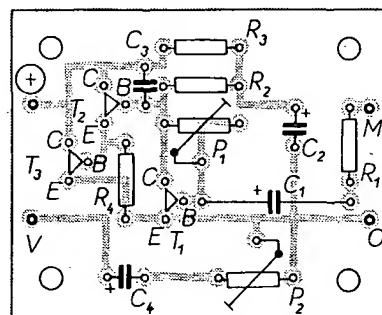 C3 R3
+ C B R2
T2 M
E P1 C2
C
T3 B C R4 C1 R1
E B
V E T1 O
+ C4 P2